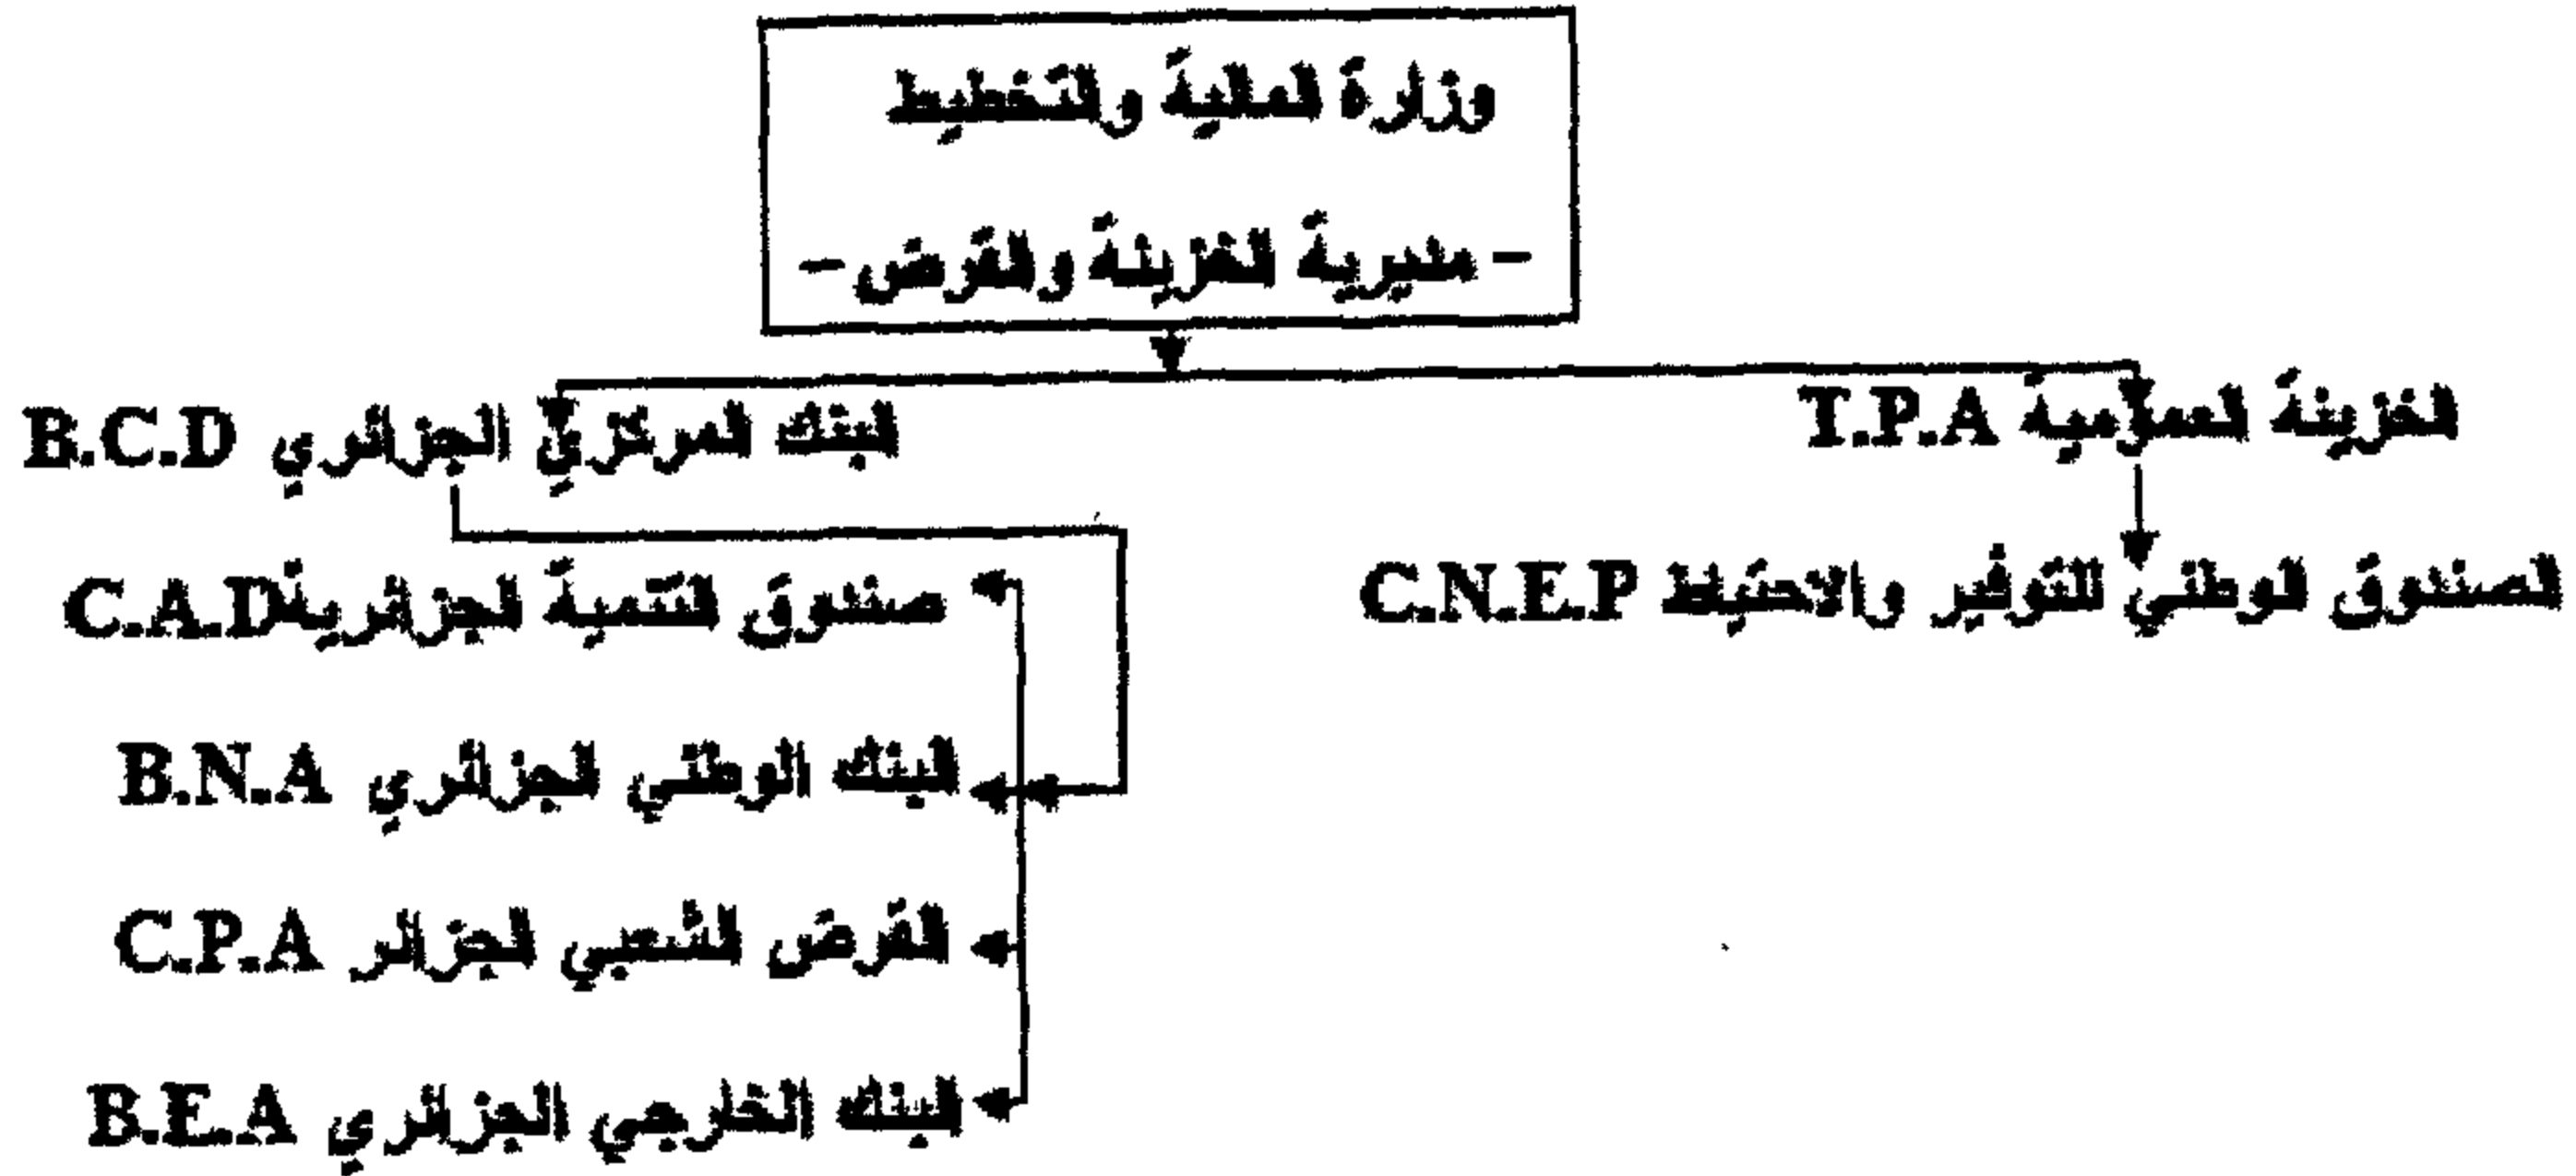 وزارة المالية والتخطيط
- مديرية الخزينة والقرض -
الخزينة العمومية T.P.A
البنك المركزي الجزائري B.C.D
الصندوق الوطني للتوفير والاحتياط C.N.E.P
صندوق التنمية الجزائرية C.A.D
البنك الوطني الجزائري B.N.A
القرض الشعبي الجزائر C.P.A
البنك الخارجي الجزائري B.E.A